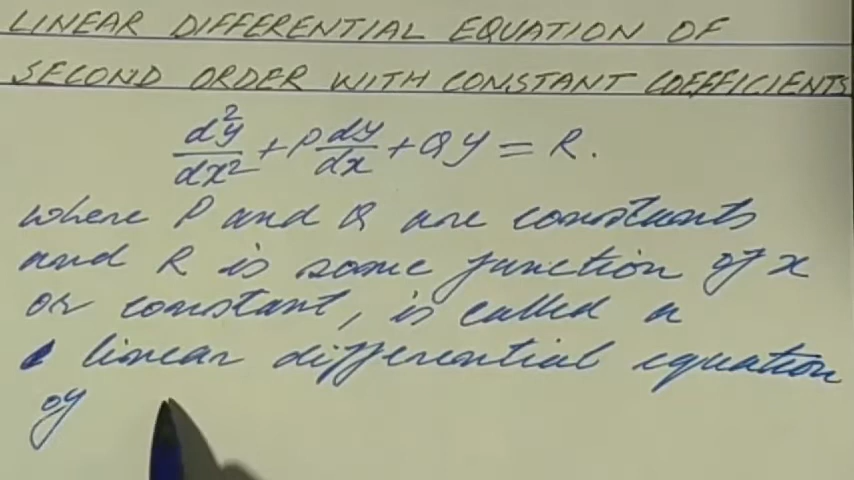 LINEAR DIFFERENTIAL EQUATION OF
SECOND ORDER WITH CONSTANT COEFFICIENTS
d²y/dx² + P dy/dx + Qy = R.
where P and Q are constants
and R is some function of x
or constant, is called a
linear differential equation
of